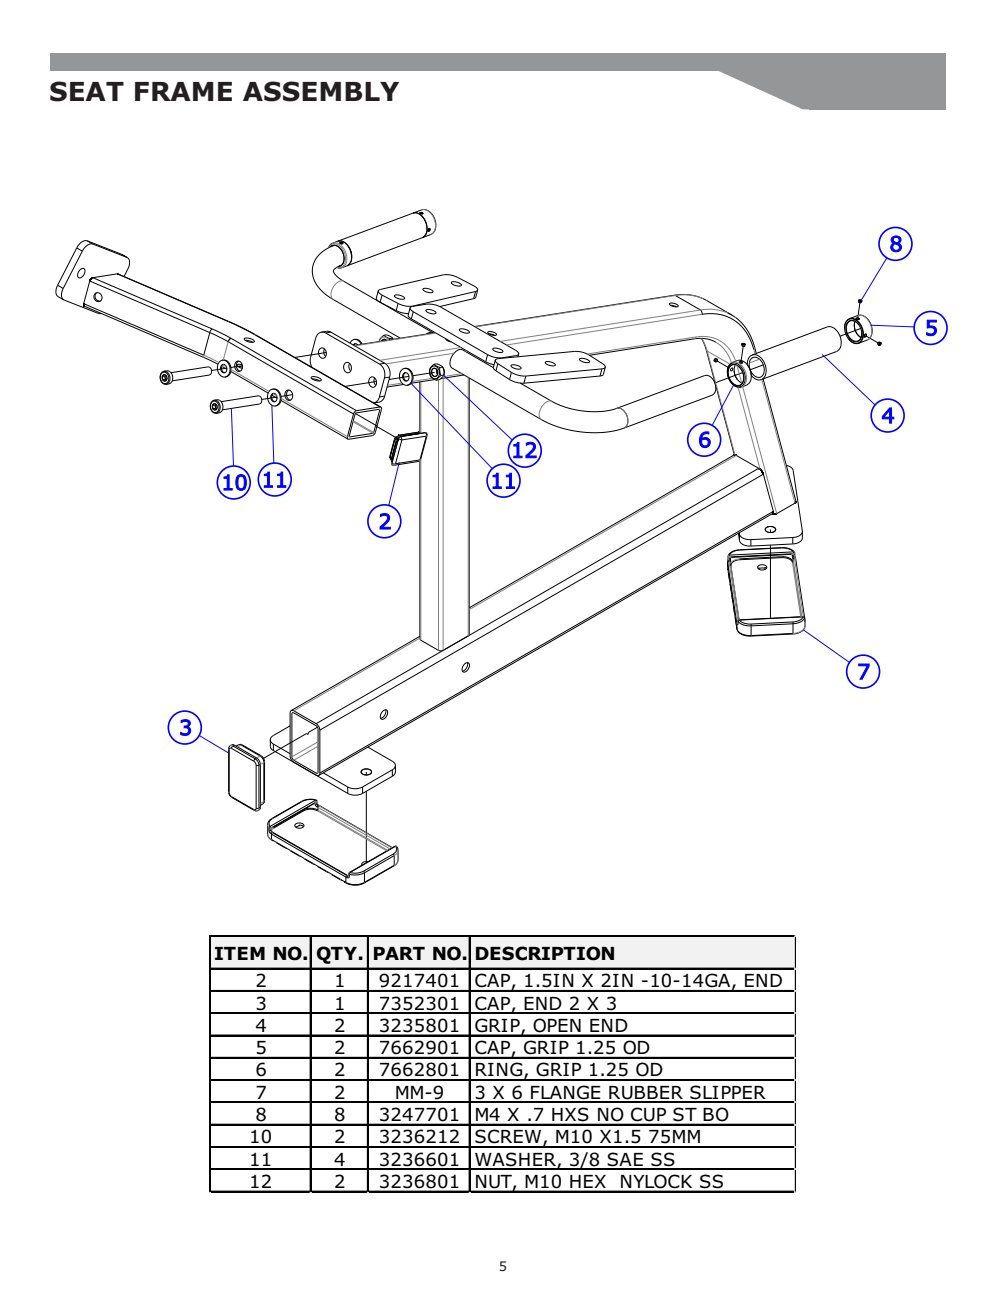 SEAT FRAME ASSEMBLY
8
5
4
6
12
11
10
11
2
7
3
ITEM NO. QTY. PART NO. DESCRIPTION
2 1 9217401 CAP, 1.5IN X 2IN -10-14GA, END
3 1 7352301 CAP, END 2 X 3
4 2 3235801 GRIP, OPEN END
5 2 7662901 CAP, GRIP 1.25 OD
6 2 7662801 RING, GRIP 1.25 OD
7 2 MM-9 3 X 6 FLANGE RUBBER SLIPPER
8 8 3247701 M4 X .7 HXS NO CUP ST BO
10 2 3236212 SCREW, M10 X1.5 75MM
11 4 3236601 WASHER, 3/8 SAE SS
12 2 3236801 NUT, M10 HEX  NYLOCK SS
5